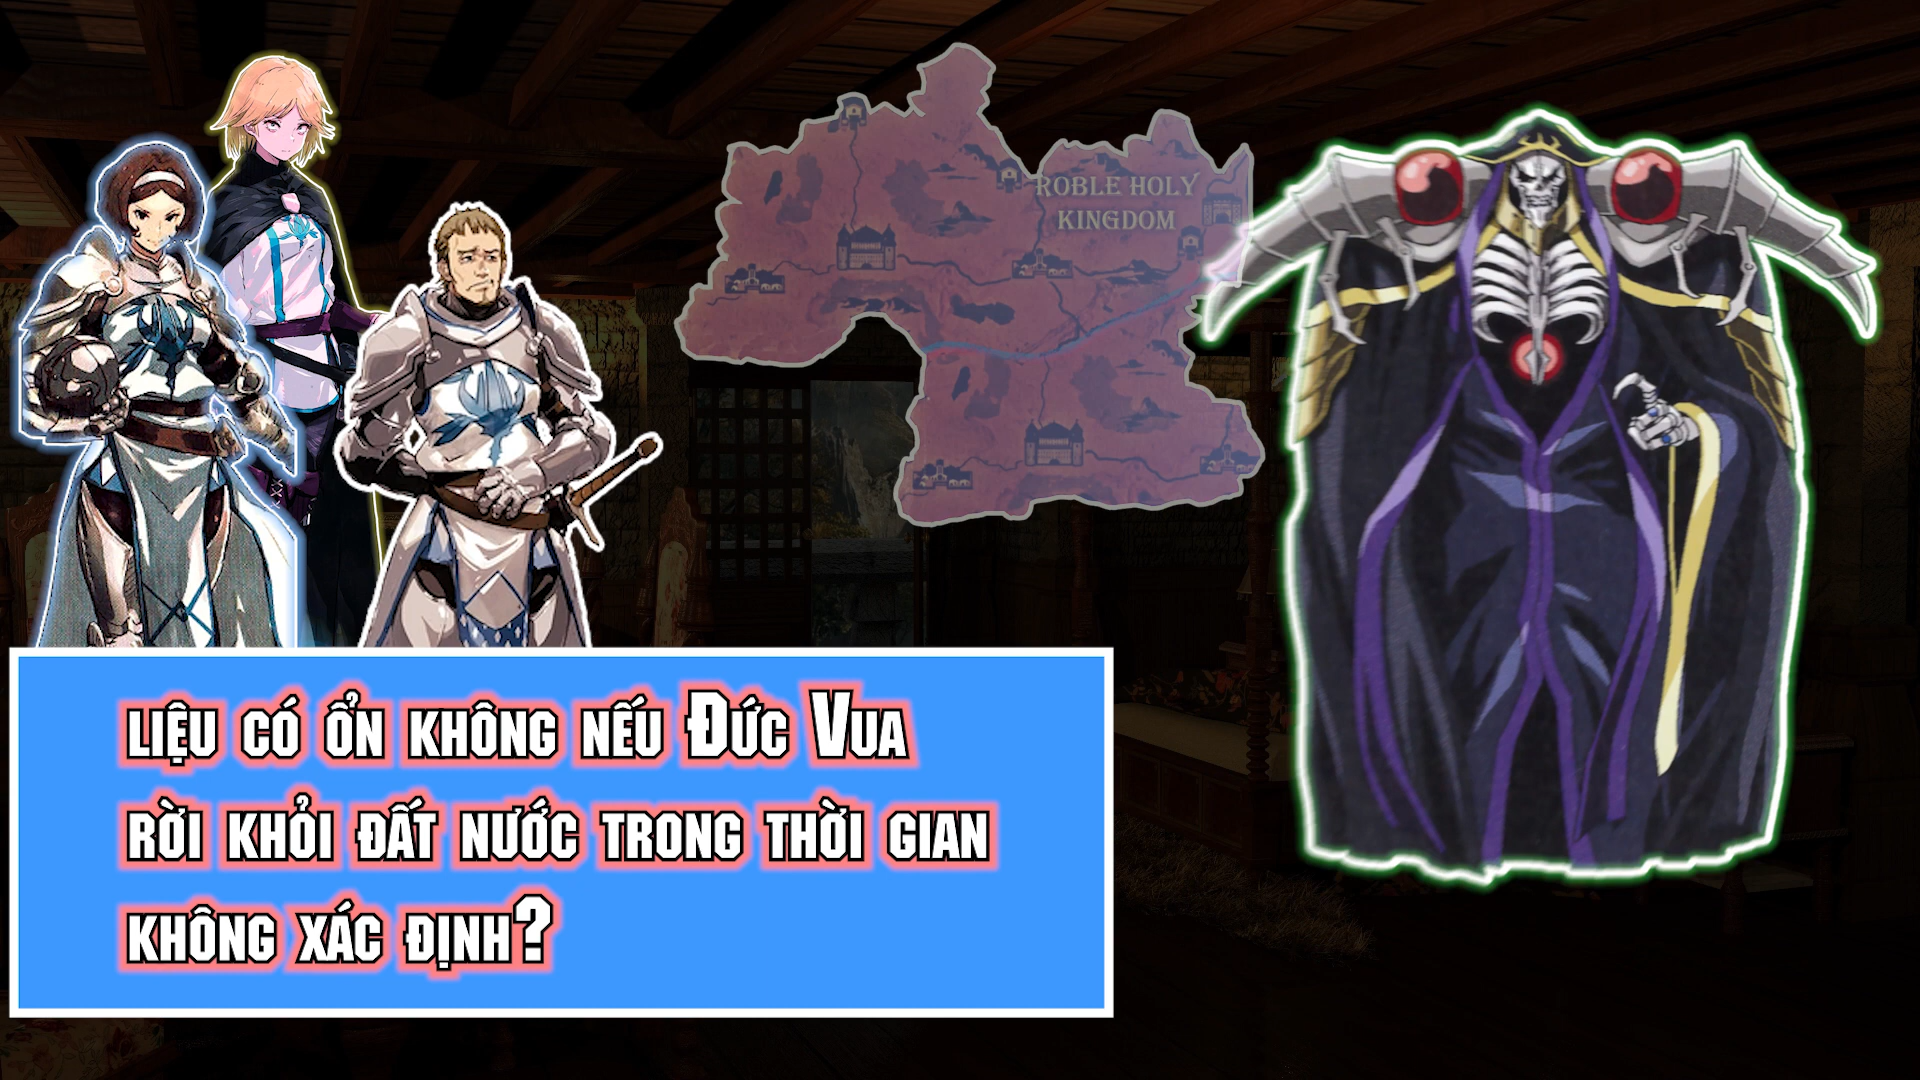 ROBLE HOLY
KINGDOM
LIỆU CÓ ỔN KHÔNG NẾU ĐỨC VUA
RỜI KHỎI ĐẤT NƯỚC TRONG THỜI GIAN
KHÔNG XÁC ĐỊNH?